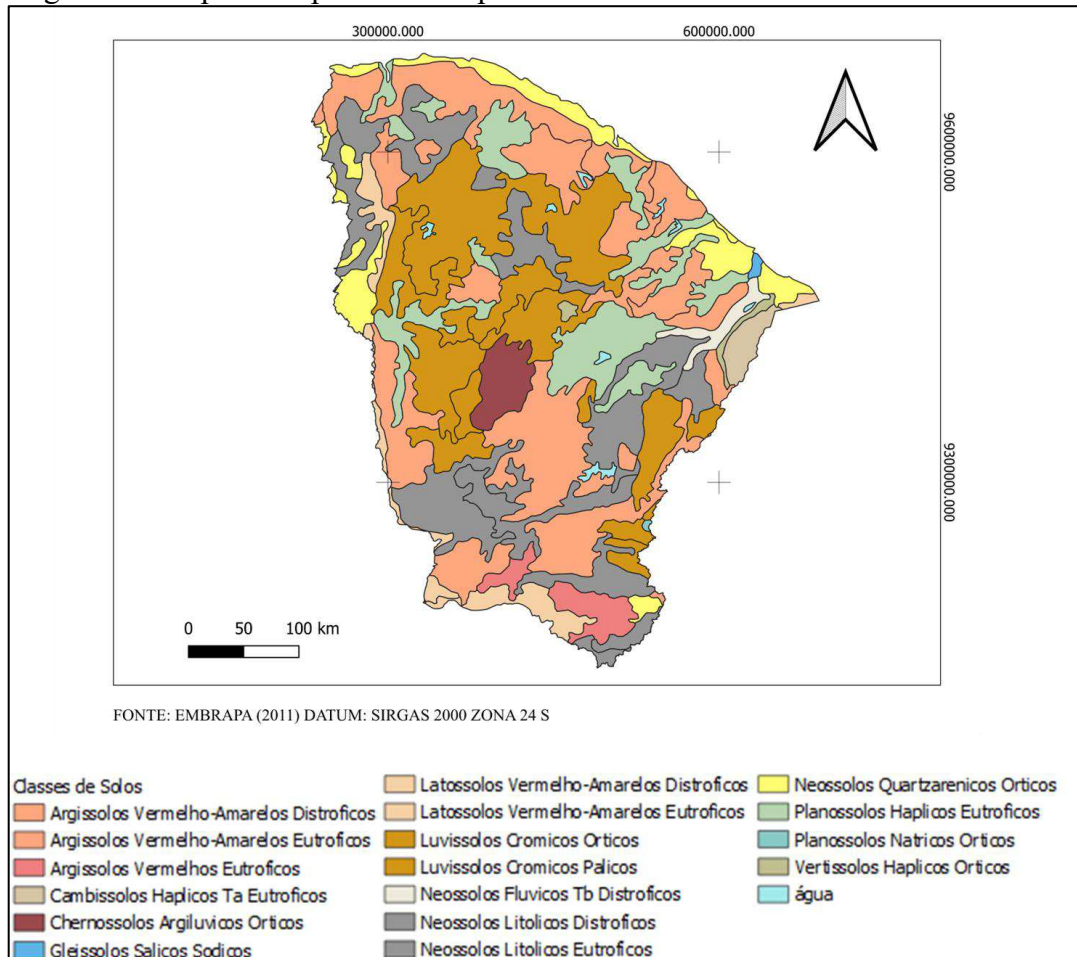 300000.000 600000.000
9600000.000
9300000.000
0 50 100 km
FONTE: EMBRAPA (2011) DATUM: SIRGAS 2000 ZONA 24 S
Classes de Solos
Argissolos Vermelho-Amarelos Distroficos
Argissolos Vermelho-Amarelos Eutroficos
Argissolos Vermelhos Eutroficos
Cambissolos Haplicos Ta Eutroficos
Chernossolos Argiluvicos Orticos
Gleissolos Salicos Sodicos
Latossolos Vermelho-Amarelos Distroficos
Latossolos Vermelho-Amarelos Eutroficos
Luvissolos Cromicos Orticos
Luvissolos Cromicos Palicos
Neossolos Fluvicos Tb Distroficos
Neossolos Litolicos Distroficos
Neossolos Litolicos Eutroficos
Neossolos Quartzarenicos Orticos
Planossolos Haplicos Eutroficos
Planossolos Natricos Orticos
Vertissolos Haplicos Orticos
água